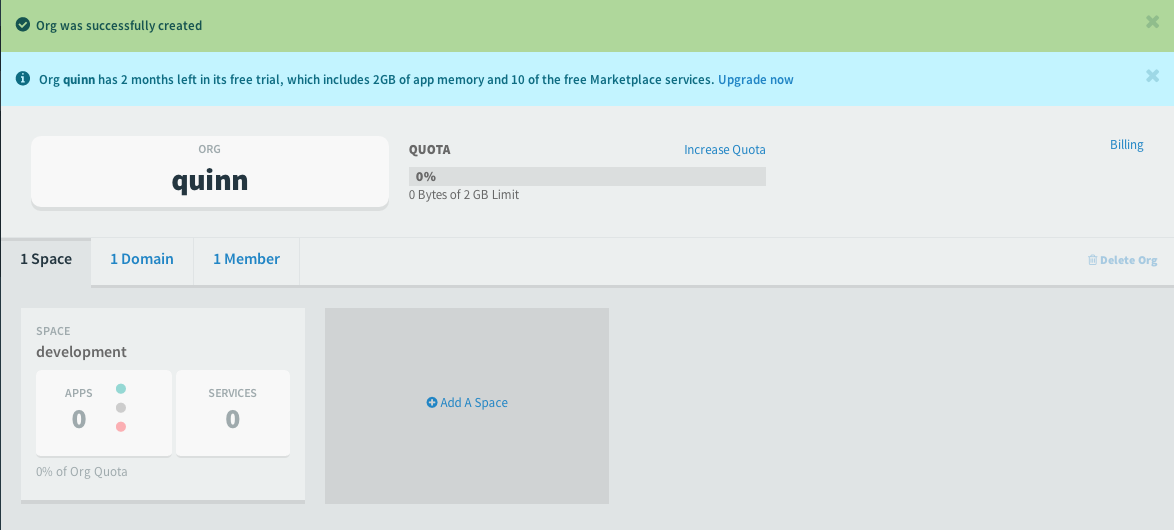 Org was successfully created
Org quinn has 2 months left in its free trial, which includes 2GB of app memory and 10 of the free Marketplace services. Upgrade now
ORG
quinn
QUOTA
Increase Quota
0%
0 Bytes of 2 GB Limit
Billing
1 Space
1 Domain
1 Member
Delete Org
SPACE
development
APPS
0
SERVICES
0
0% of Org Quota
Add A Space